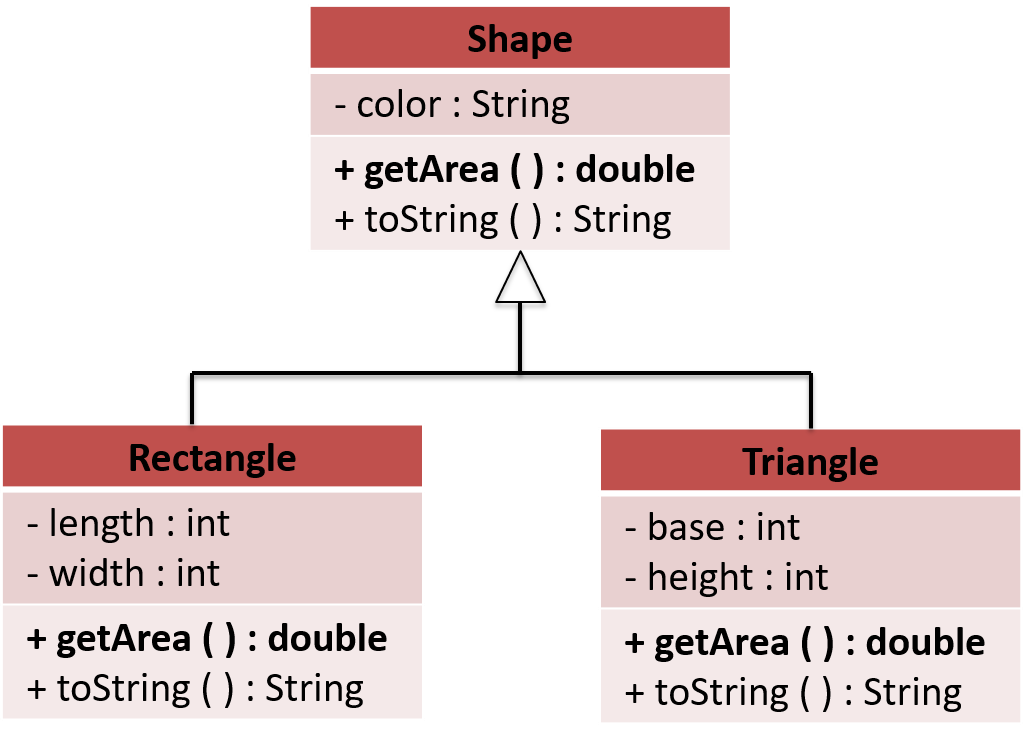 Shape
- color : String
+ getArea ( ) : double
+ toString ( ) : String
Rectangle
- length : int
- width : int
+ getArea ( ) : double
+ toString ( ) : String
Triangle
- base : int
- height : int
+ getArea ( ) : double
+ toString ( ) : String